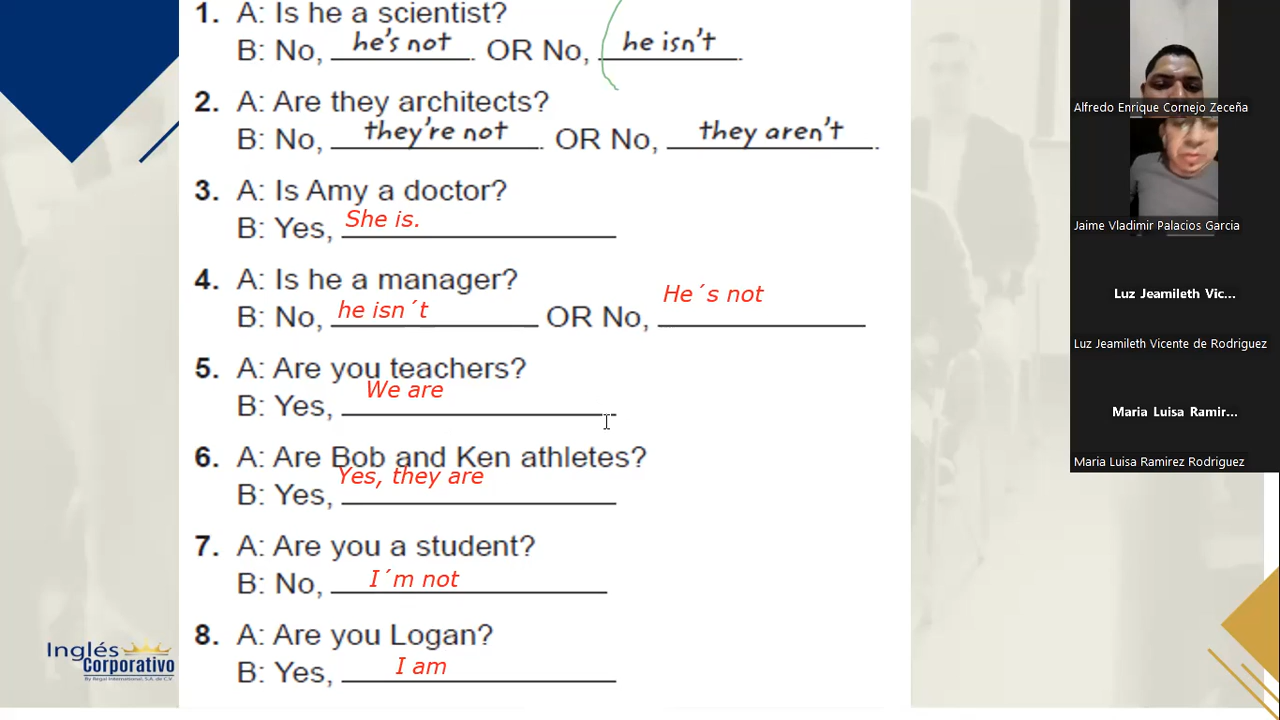 1. A: Is he a scientist?
B: No, he's not. OR No, he isn't.
2. A: Are they architects?
B: No, they're not. OR No, they aren't.
3. A: Is Amy a doctor?
B: Yes, She is.
4. A: Is he a manager?
B: No, he isn´t OR No, He´s not
5. A: Are you teachers?
B: Yes, We are
6. A: Are Bob and Ken athletes?
B: Yes, Yes, they are
7. A: Are you a student?
B: No, I´m not
8. A: Are you Logan?
B: Yes, I am
Inglés
Corporativo
By Regal International, S.A. de C.V.
Alfredo Enrique Cornejo Zeceña
Jaime Vladimir Palacios Garcia
Luz Jeamileth Vic...
Luz Jeamileth Vicente de Rodriguez
Maria Luisa Ramir...
Maria Luisa Ramirez Rodriguez